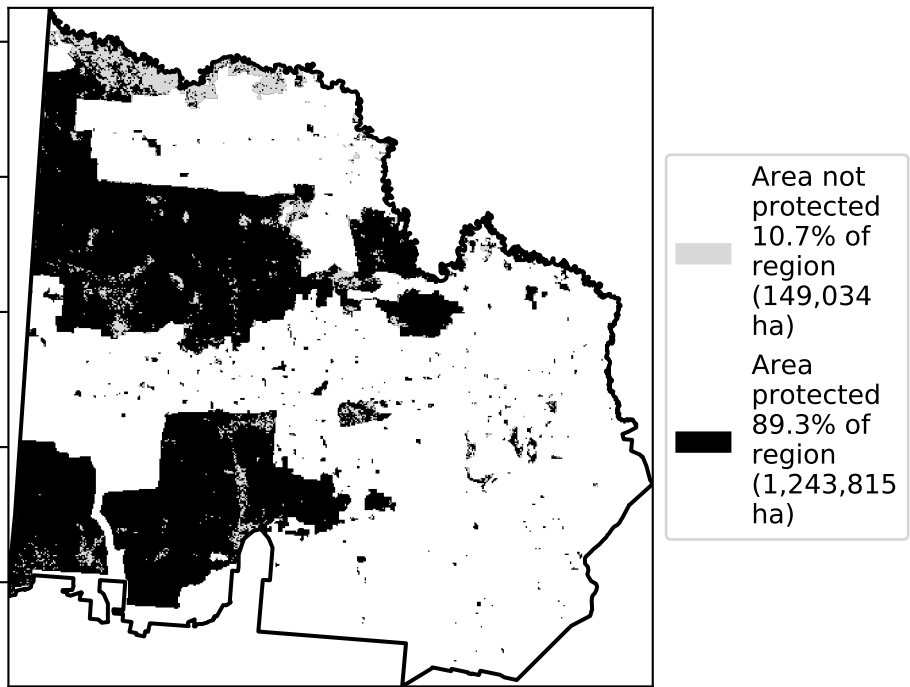 Area not
protected
10.7% of
region
(149,034
ha)
Area
protected
89.3% of
region
(1,243,815
ha)